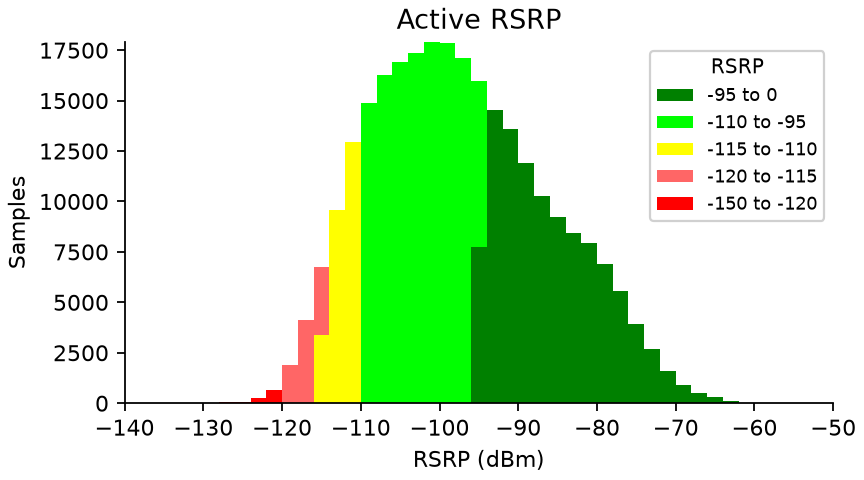 Active RSRP
17500
15000
12500
10000
7500
5000
2500
0
Samples
RSRP
-95 to 0
-110 to -95
-115 to -110
-120 to -115
-150 to -120
−140 −130 −120 −110 −100 −90 −80 −70 −60 −50
RSRP (dBm)